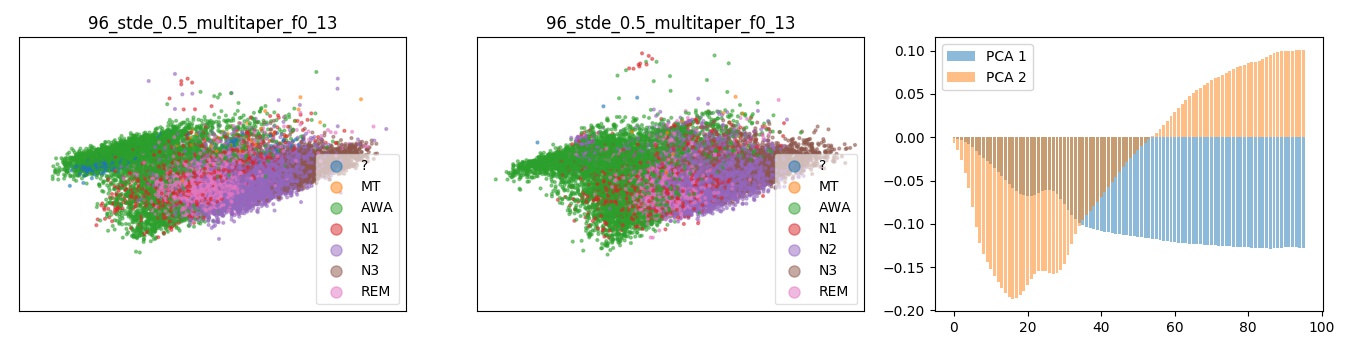 96_stde_0.5_multitaper_f0_13
?
MT
AWA
N1
N2
N3
REM
96_stde_0.5_multitaper_f0_13
?
MT
AWA
N1
N2
N3
REM
PCA 1
PCA 2
0.10
0.05
0.00
−0.05
−0.10
−0.15
−0.20
0 20 40 60 80 100